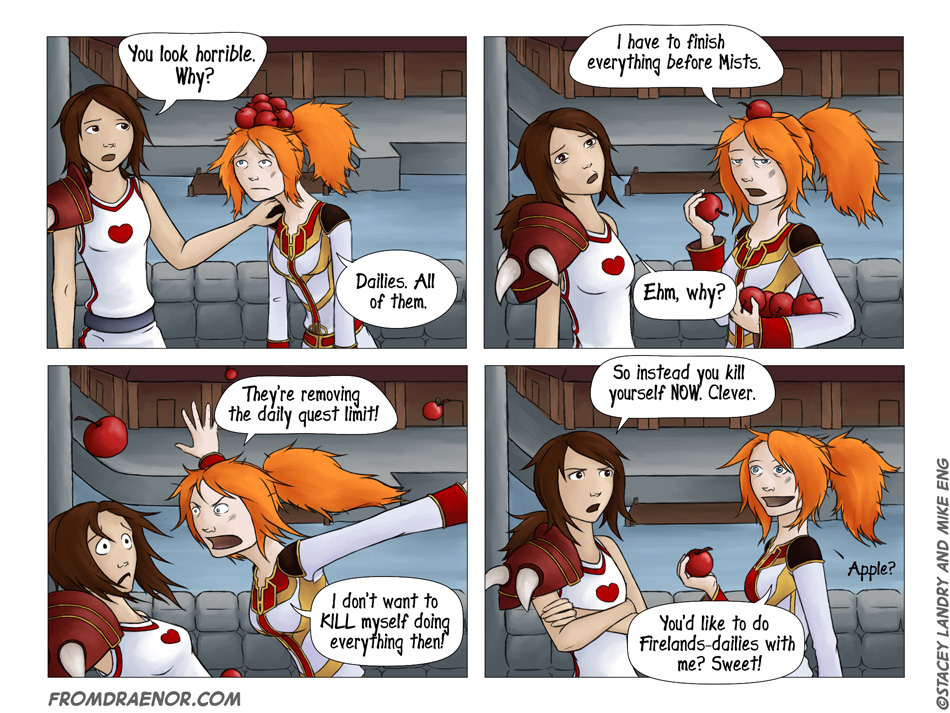 You look horrible.
Why?
Dailies. All
of them.
I have to finish
everything before Mists.
Ehm, why?
They're removing
the daily quest limit!
I don't want to
KILL myself doing
everything then!
So instead you kill
yourself NOW. Clever.
Apple?
You'd like to do
Firelands-dailies with
me? Sweet!
FROMDRAENOR.COM
©STACEY LANDRY AND MIKE ENG